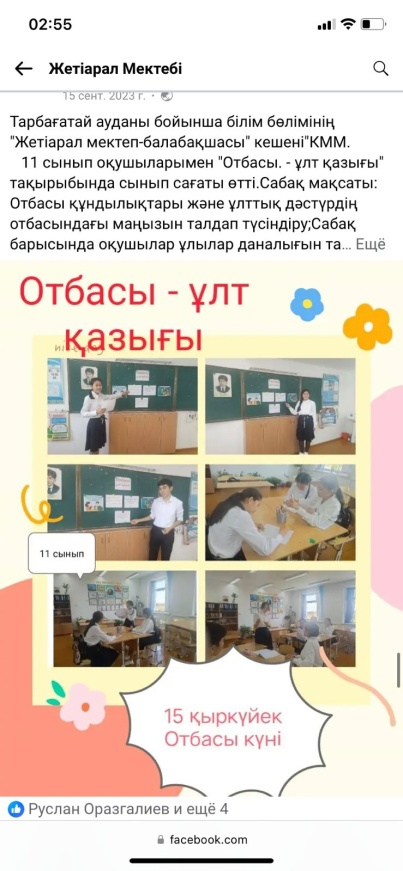 02:55
Жетіарал Мектебі
15 сент. 2023 г. ·
Тарбағатай ауданы бойынша білім бөлімінің
"Жетіарал мектеп-балабақшасы" кешені"КММ.
11 сынып оқушыларымен "Отбасы. - ұлт қазығы"
тақырыбында сынып сағаты өтті.Сабақ мақсаты:
Отбасы құндылықтары және ұлттық дәстүрдің
отбасындағы маңызын талдап түсіндіру;Сабақ
барысында оқушылар ұлылар даналығын та... Ещё
Отбасы - ұлт
қазығы
11 сынып
15 қыркүйек
Отбасы күні
Руслан Оразгалиев и ещё 4
facebook.com